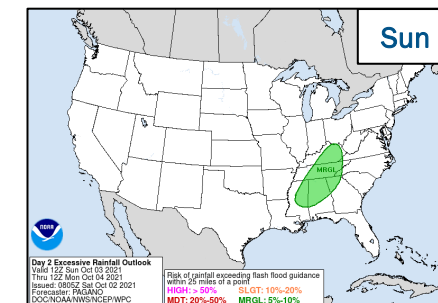 Sun
MRGL
NOAA
Day 2 Excessive Rainfall Outlook
Valid 12Z Sun Oct 03 2021
Thru 12Z Mon Oct 04 2021
Issued: 0805Z Sat Oct 02 2021
Forecaster: PAGANO
DOC/NOAA/NWS/NCEP/WPC
Risk of rainfall exceeding flash flood guidance
within 25 miles of a point
HIGH: > 50% SLGT: 10%-20%
MDT: 20%-50% MRGL: 5%-10%